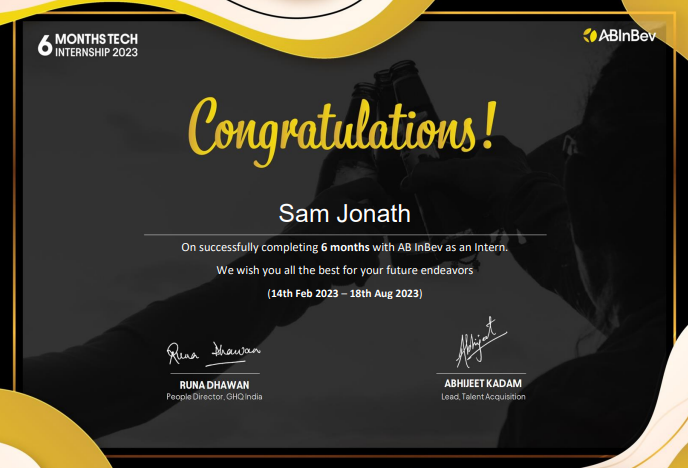 6 MONTHS TECH
INTERNSHIP 2023
ABInBev
Congratulations!
Sam Jonath
On successfully completing 6 months with AB InBev as an Intern.
We wish you all the best for your future endeavors
(14th Feb 2023 – 18th Aug 2023)
Runa Dhawan
Abhijeet
RUNA DHAWAN
ABHIJEET KADAM
People Director, GHQ India
Lead, Talent Acquisition